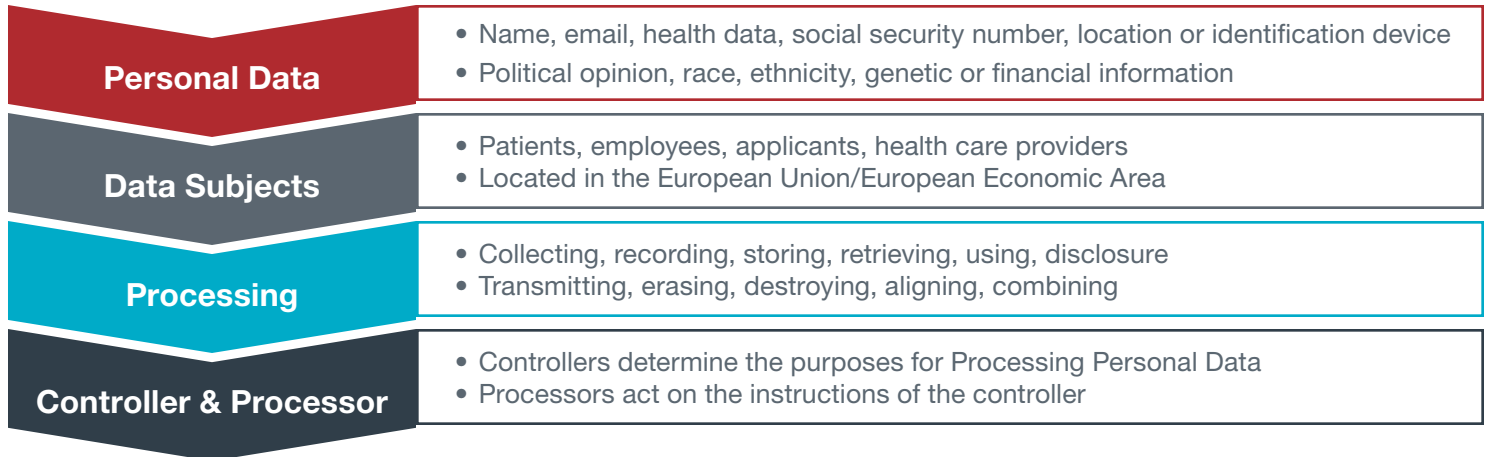 Personal Data
• Name, email, health data, social security number, location or identification device
• Political opinion, race, ethnicity, genetic or financial information
Data Subjects
• Patients, employees, applicants, health care providers
• Located in the European Union/European Economic Area
Processing
• Collecting, recording, storing, retrieving, using, disclosure
• Transmitting, erasing, destroying, aligning, combining
Controller & Processor
• Controllers determine the purposes for Processing Personal Data
• Processors act on the instructions of the controller